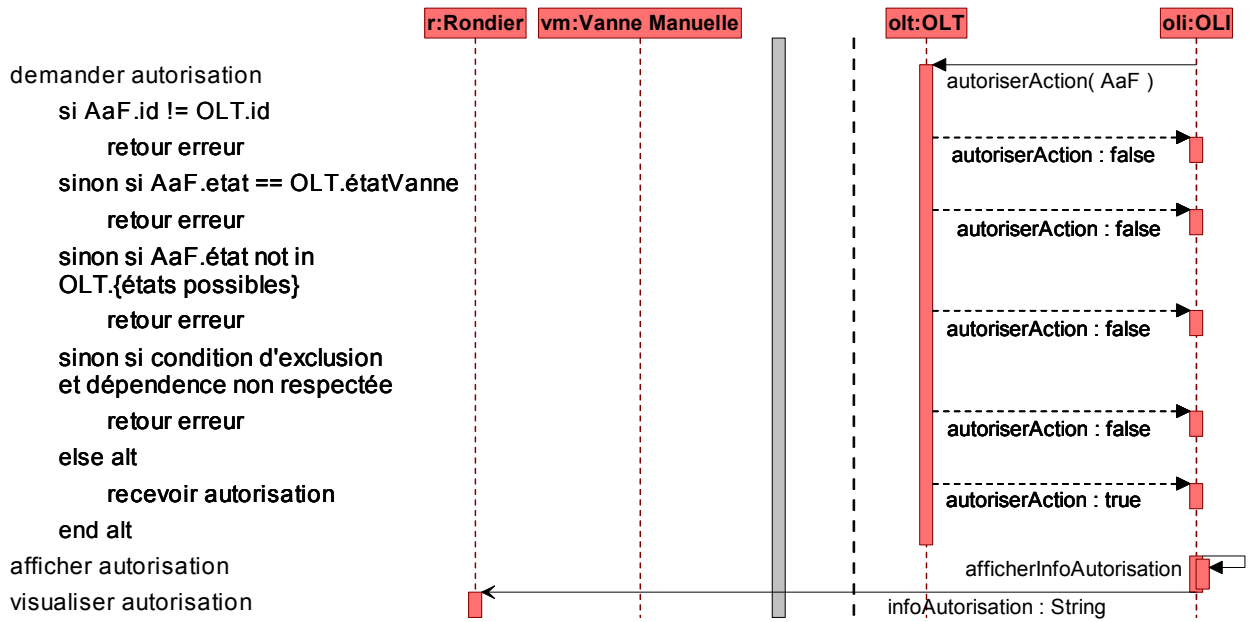 r:Rondier vm:Vanne Manuelle olt:OLT oli:OLI
demander autorisation
autoriserAction( AaF )
si AaF.id != OLT.id
retour erreur
autoriserAction : false
sinon si AaF.etat == OLT.étatVanne
retour erreur
autoriserAction : false
sinon si AaF.état not in
OLT.{états possibles}
retour erreur
autoriserAction : false
sinon si condition d'exclusion
et dépendence non respectée
retour erreur
autoriserAction : false
else alt
recevoir autorisation
autoriserAction : true
end alt
afficher autorisation
afficherInfoAutorisation
visualiser autorisation
infoAutorisation : String